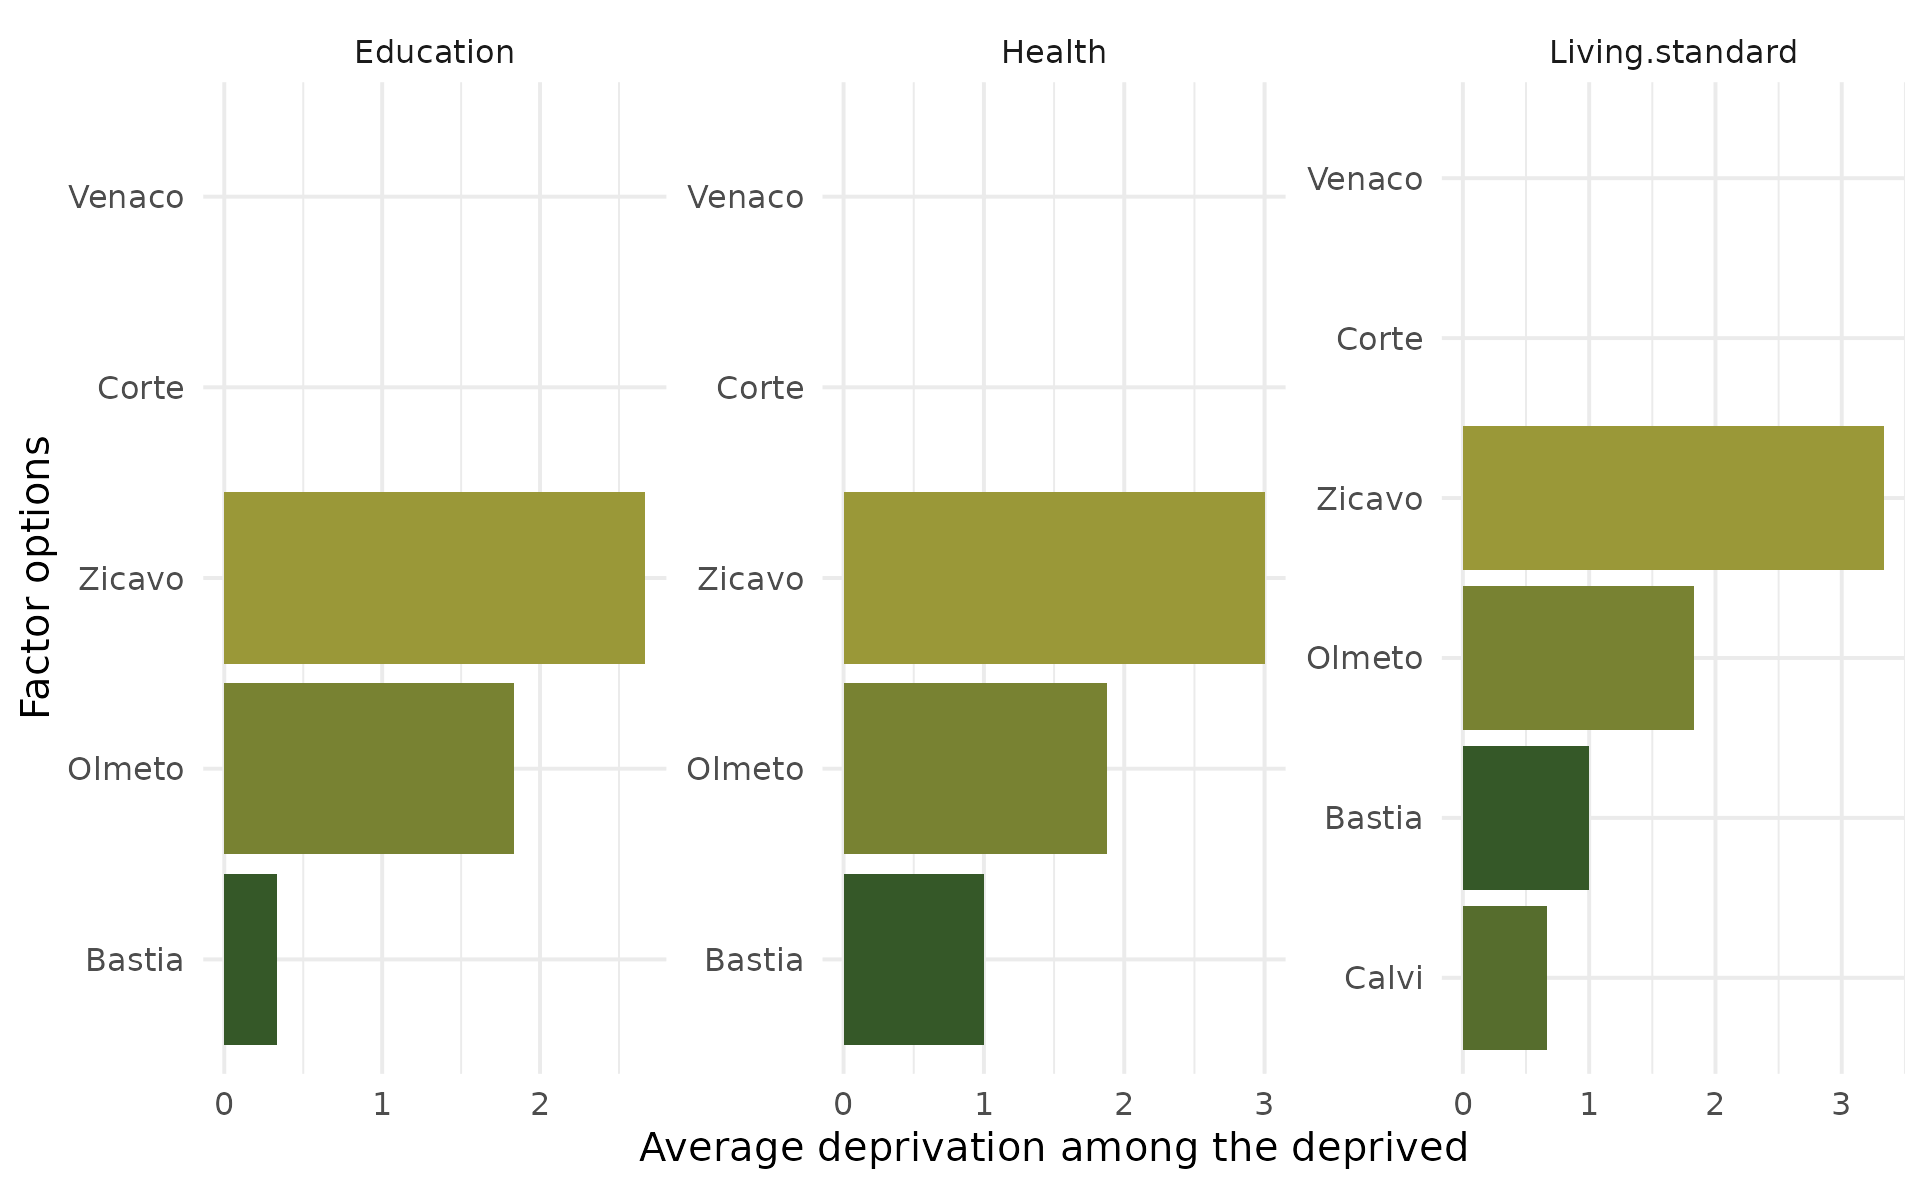 Education
Health
Living.standard
Factor options
Venaco
Corte
Zicavo
Olmeto
Bastia
0 1 2
Venaco
Corte
Zicavo
Olmeto
Bastia
0 1 2 3
Venaco
Corte
Zicavo
Olmeto
Bastia
Calvi
0 1 2 3
Average deprivation among the deprived